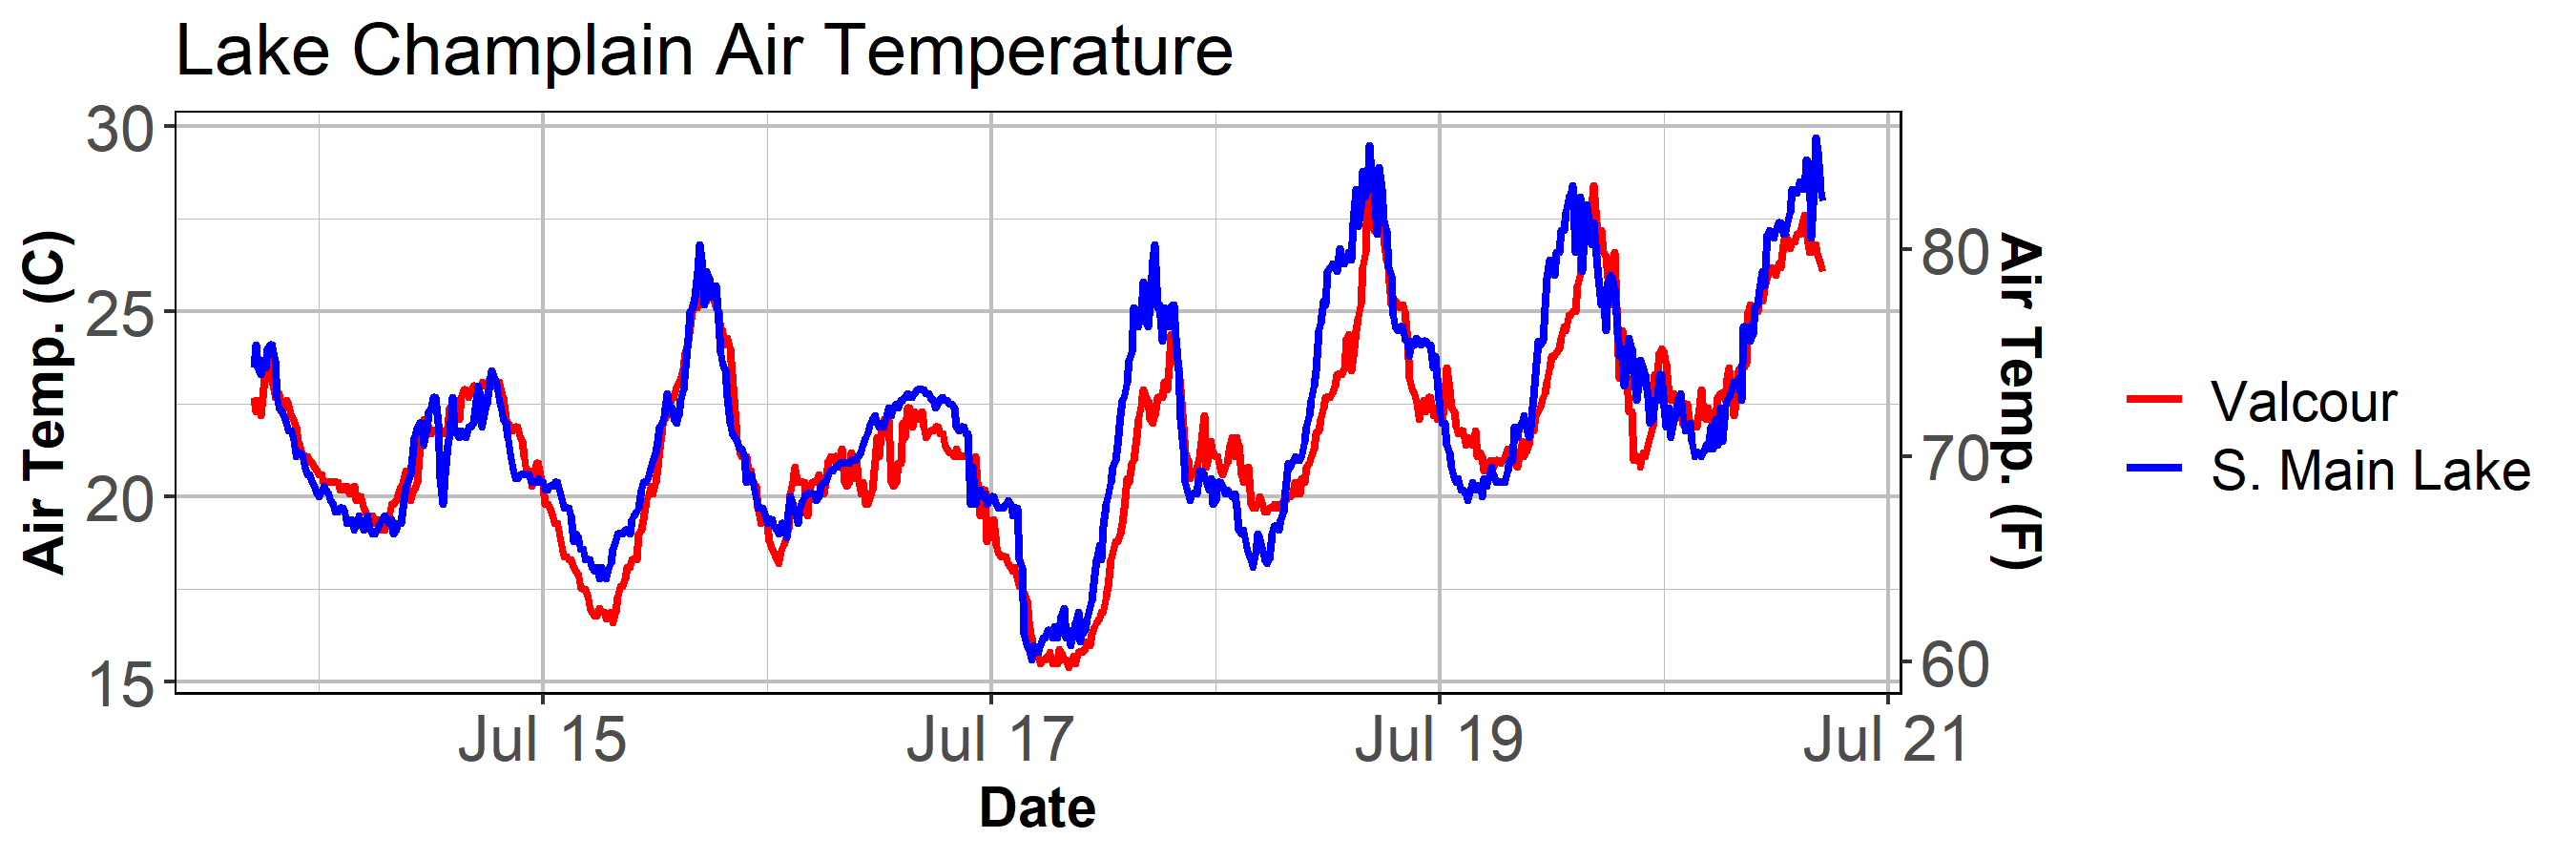 Lake Champlain Air Temperature
Air Temp. (C)
30
25
20
15
Jul 15
Jul 17
Jul 19
Jul 21
Date
80
70
60
Air Temp. (F)
Valcour
S. Main Lake